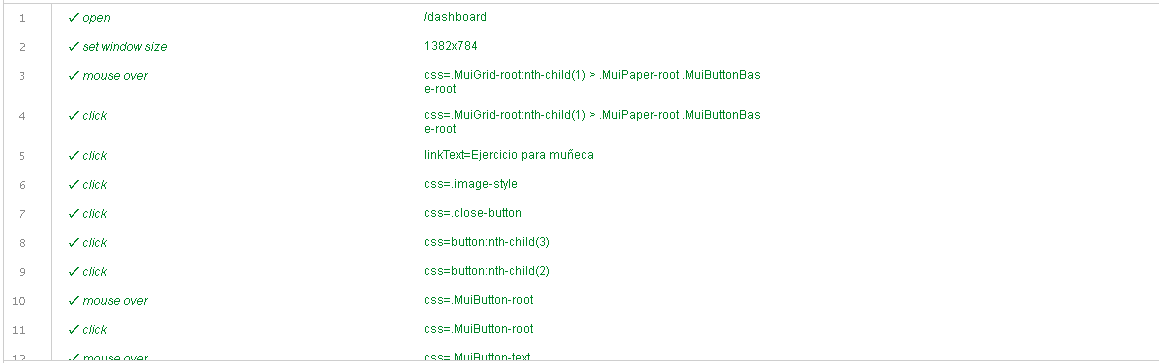 1 ✓ open /dashboard
2 ✓ set window size 1382x784
3 ✓ mouse over css=.MuiGrid-root:nth-child(1) > .MuiPaper-root .MuiButtonBas
e-root
4 ✓ click css=.MuiGrid-root:nth-child(1) > .MuiPaper-root .MuiButtonBas
e-root
5 ✓ click linkText=Ejercicio para muñeca
6 ✓ click css=.image-style
7 ✓ click css=.close-button
8 ✓ click css=button:nth-child(3)
9 ✓ click css=button:nth-child(2)
10 ✓ mouse over css=.MuiButton-root
11 ✓ click css=.MuiButton-root
12 ✓ mouse over css=.MuiButton-text